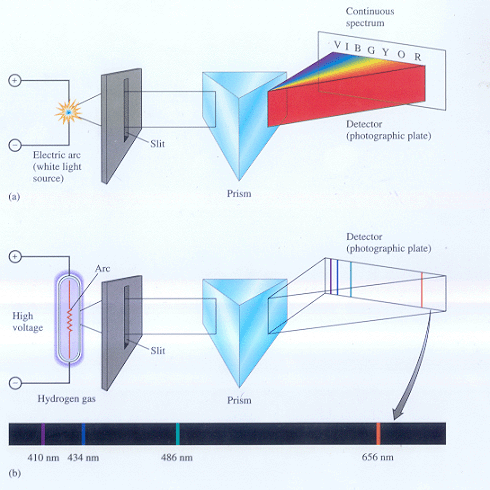 Continuous
spectrum
V I B G Y O R
+
−
Electric arc
(white light
source)
Slit
Prism
Detector
(photographic plate)
(a)
Detector
(photographic plate)
+
Arc
High
voltage
−
Slit
Hydrogen gas
Prism
410 nm 434 nm 486 nm 656 nm
(b)